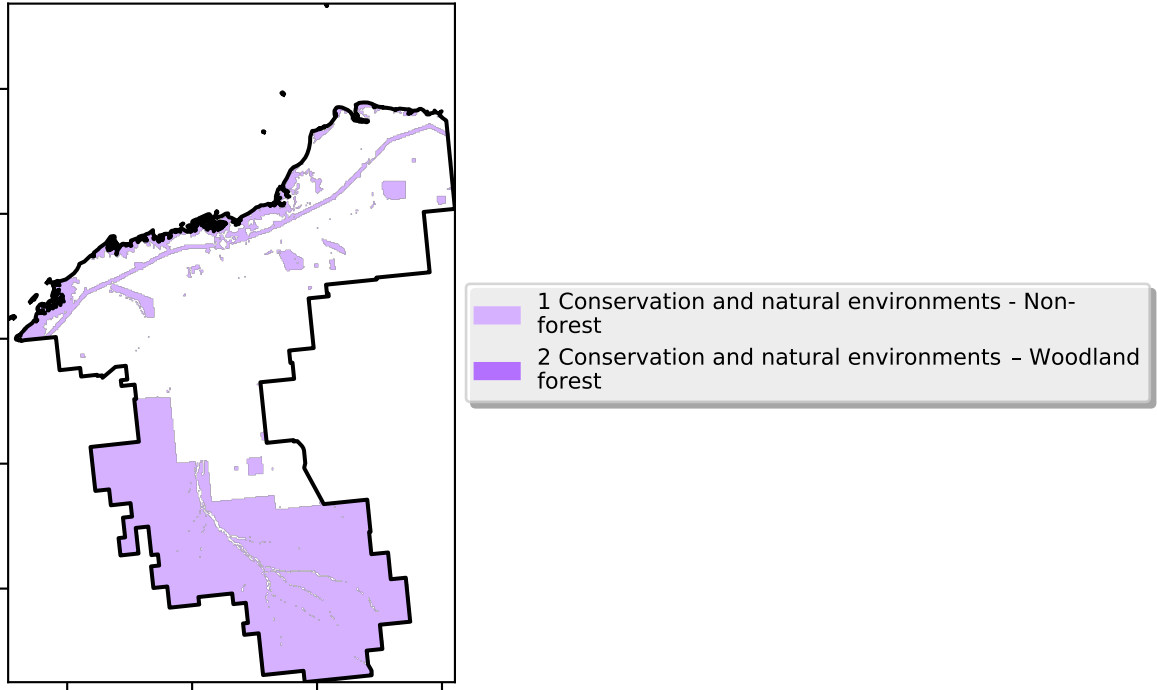 1 Conservation and natural environments - Non-
forest
2 Conservation and natural environments – Woodland
forest